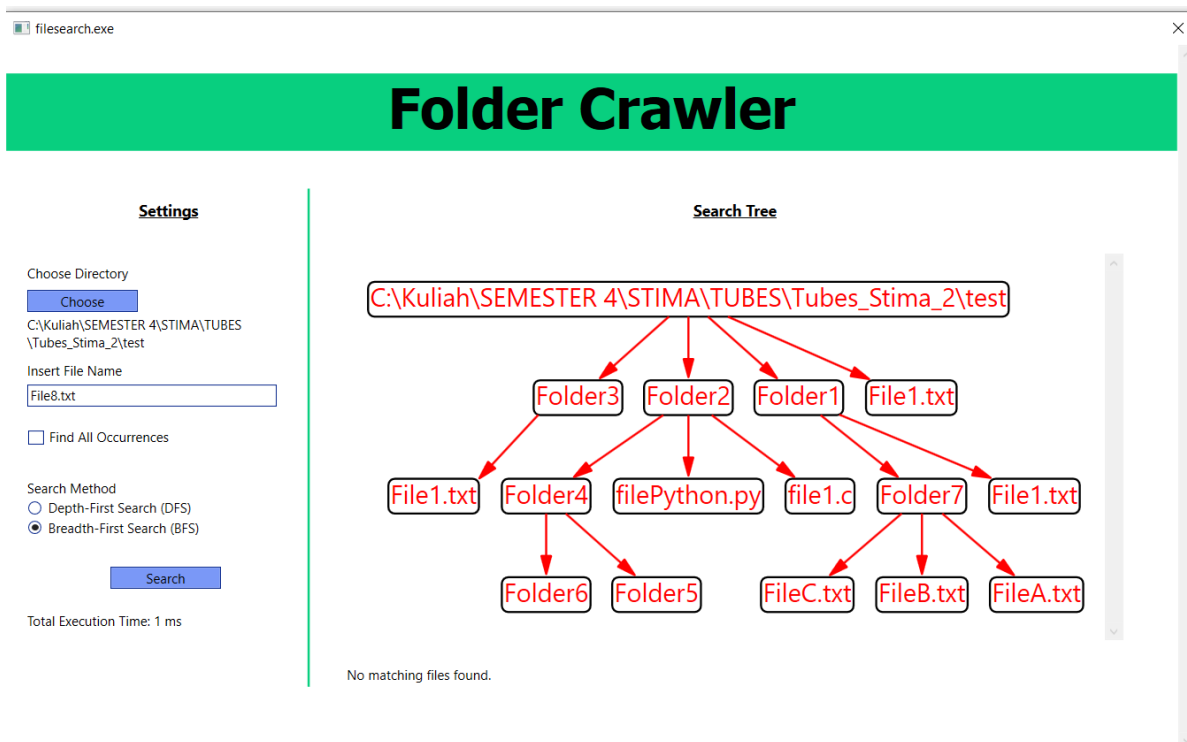 filesearch.exe
Folder Crawler
Settings
Choose Directory
Choose
C:\Kuliah\SEMESTER 4\STIMA\TUBES
\Tubes_Stima_2\test
Insert File Name
File8.txt
Find All Occurrences
Search Method
Depth-First Search (DFS)
Breadth-First Search (BFS)
Search
Total Execution Time: 1 ms
Search Tree
C:\Kuliah\SEMESTER 4\STIMA\TUBES\Tubes_Stima_2\test
Folder3 Folder2 Folder1 File1.txt
File1.txt Folder4 filePython.py file1.c Folder7 File1.txt
Folder6 Folder5 FileC.txt FileB.txt FileA.txt
No matching files found.